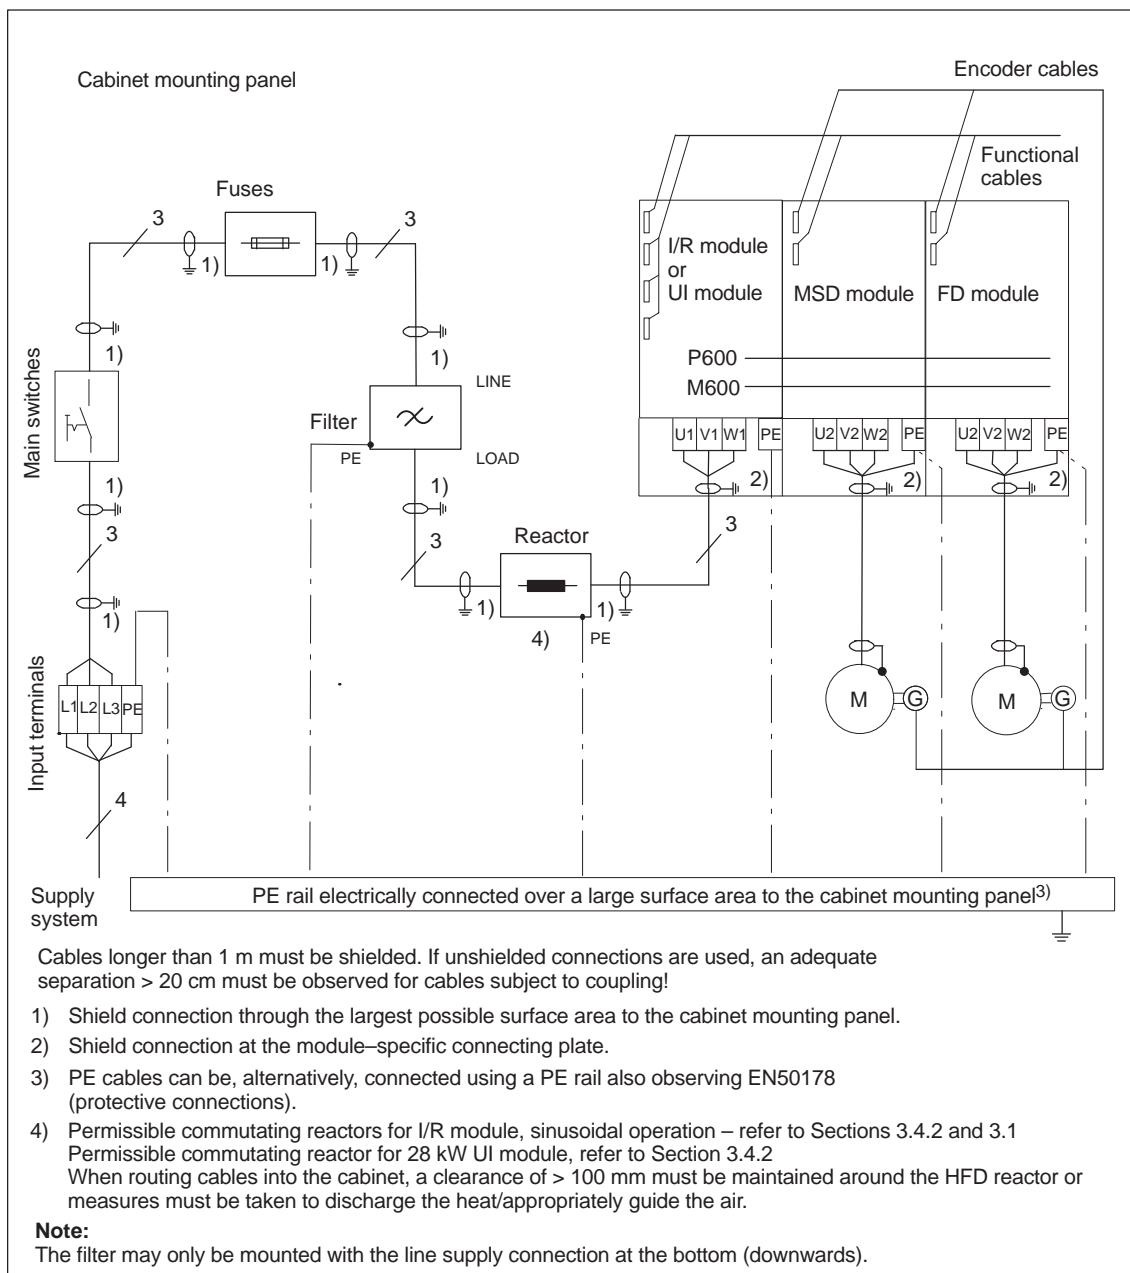 Cabinet mounting panel
Encoder cables
Functional
cables
Fuses
3
3
1)
1)
I/R module
or
UI module
MSD module
FD module
P600
M600
1)
1)
LINE
Main switches
Filter
PE
LOAD
U1 V1 W1 PE
U2 V2 W2 PE
U2 V2 W2 PE
2)
2)
2)
1)
1)
3
3
3
Reactor
1)
1)
4)
PE
1)
Input terminals
L1 L2 L3 PE
M
G
M
G
4
Supply
system
PE rail electrically connected over a large surface area to the cabinet mounting panel3)
Cables longer than 1 m must be shielded. If unshielded connections are used, an adequate
separation > 20 cm must be observed for cables subject to coupling!
1) Shield connection through the largest possible surface area to the cabinet mounting panel.
2) Shield connection at the module–specific connecting plate.
3) PE cables can be, alternatively, connected using a PE rail also observing EN50178
(protective connections).
4) Permissible commutating reactors for I/R module, sinusoidal operation – refer to Sections 3.4.2 and 3.1
Permissible commutating reactor for 28 kW UI module, refer to Section 3.4.2
When routing cables into the cabinet, a clearance of > 100 mm must be maintained around the HFD reactor or
measures must be taken to discharge the heat/appropriately guide the air.
Note:
The filter may only be mounted with the line supply connection at the bottom (downwards).